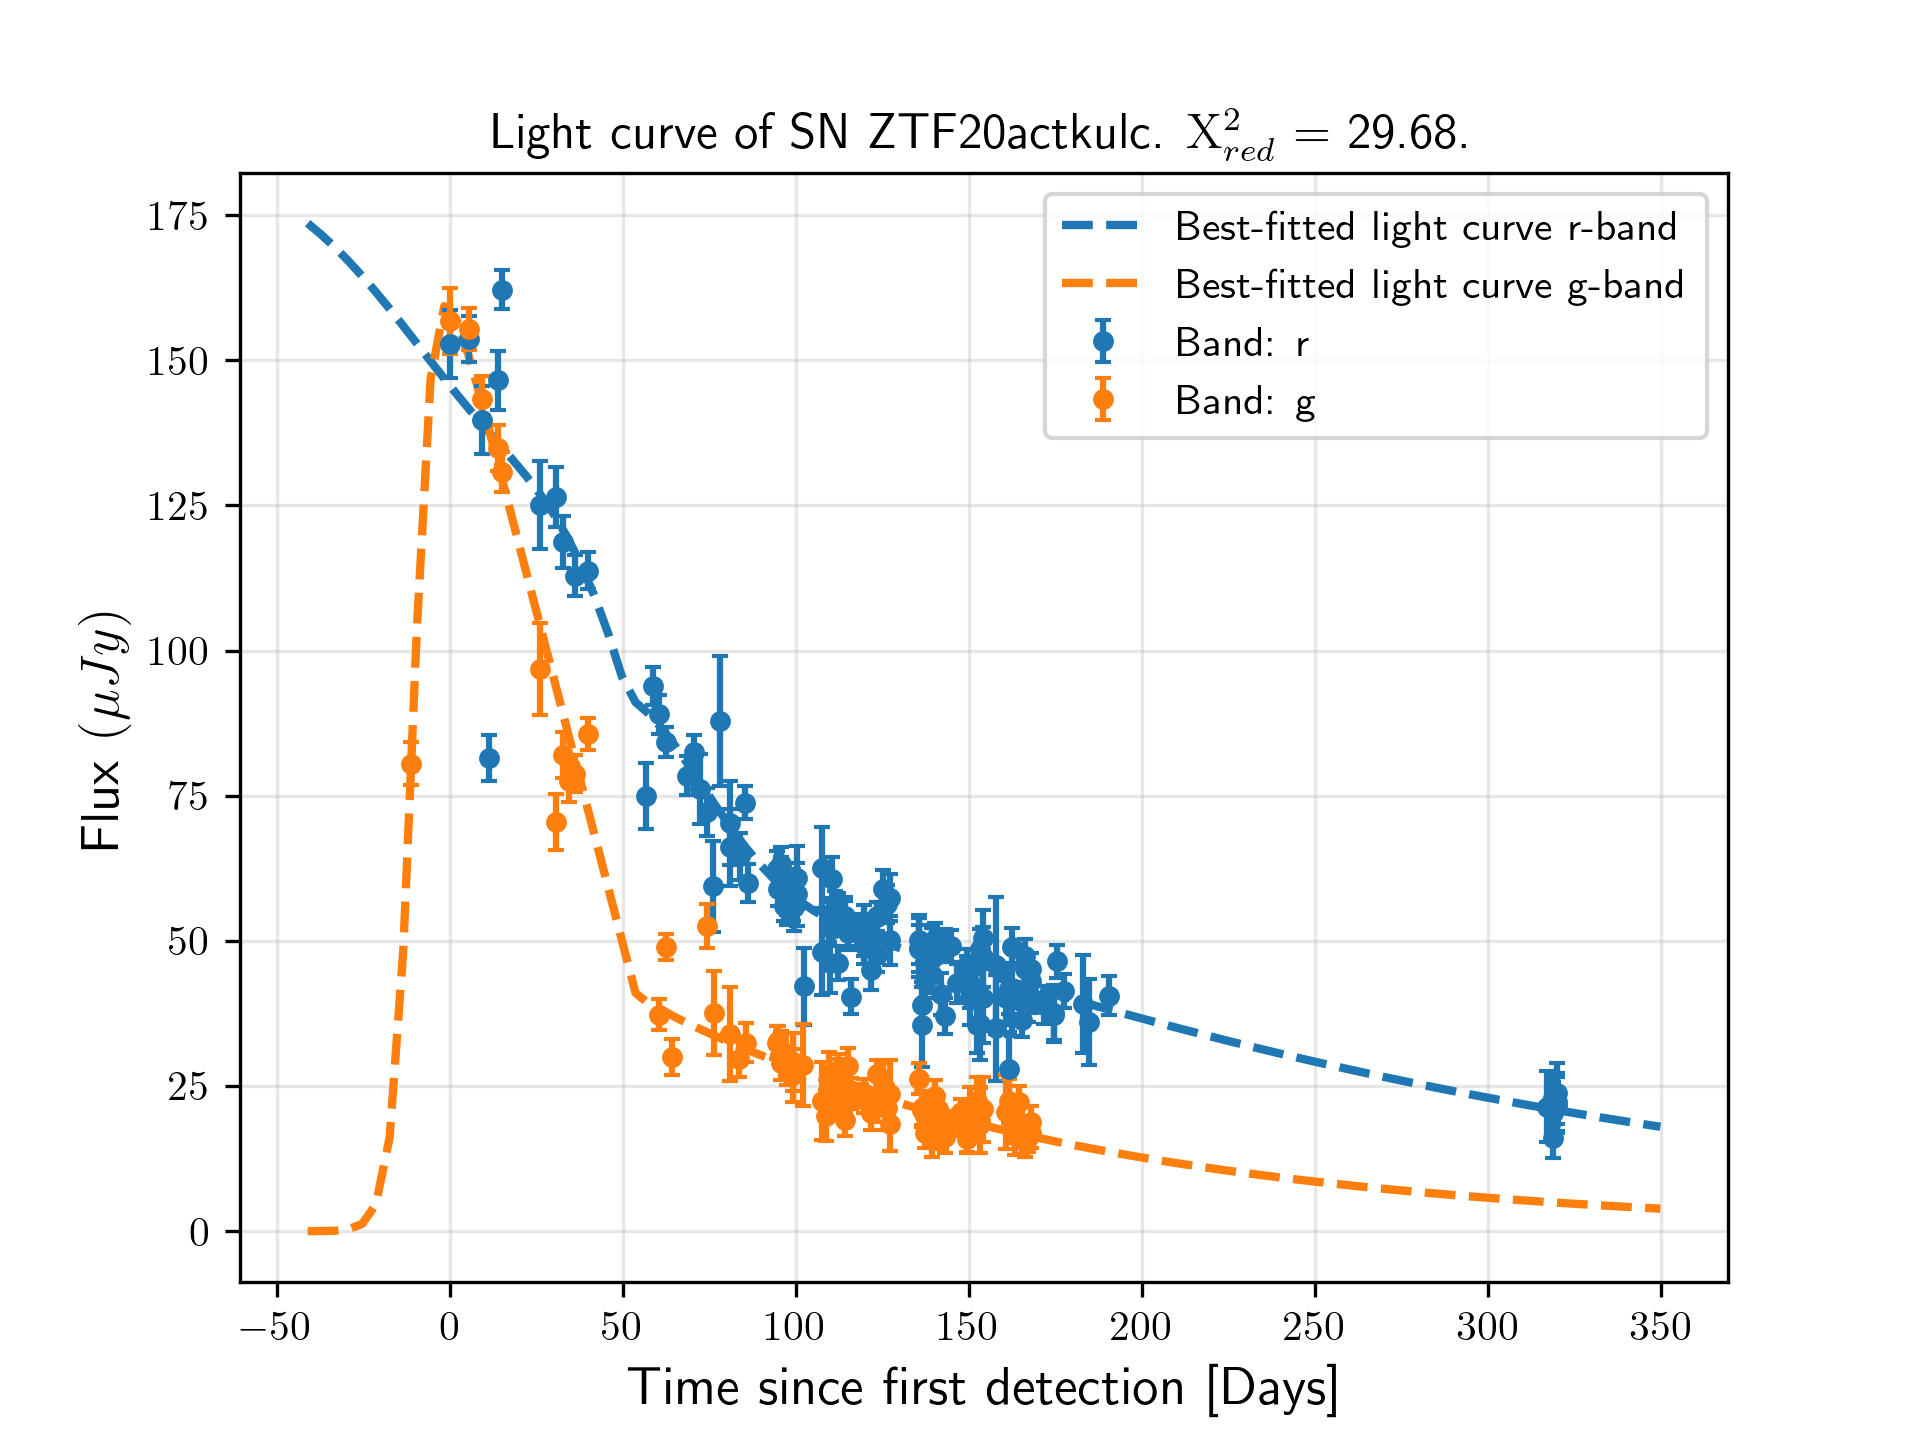 Light curve of SN ZTF20actkulc. X²_red = 29.68.
Best-fitted light curve r-band
Best-fitted light curve g-band
Band: r
Band: g
Flux (μJy)
175
150
125
100
75
50
25
0
−50 0 50 100 150 200 250 300 350
Time since first detection [Days]